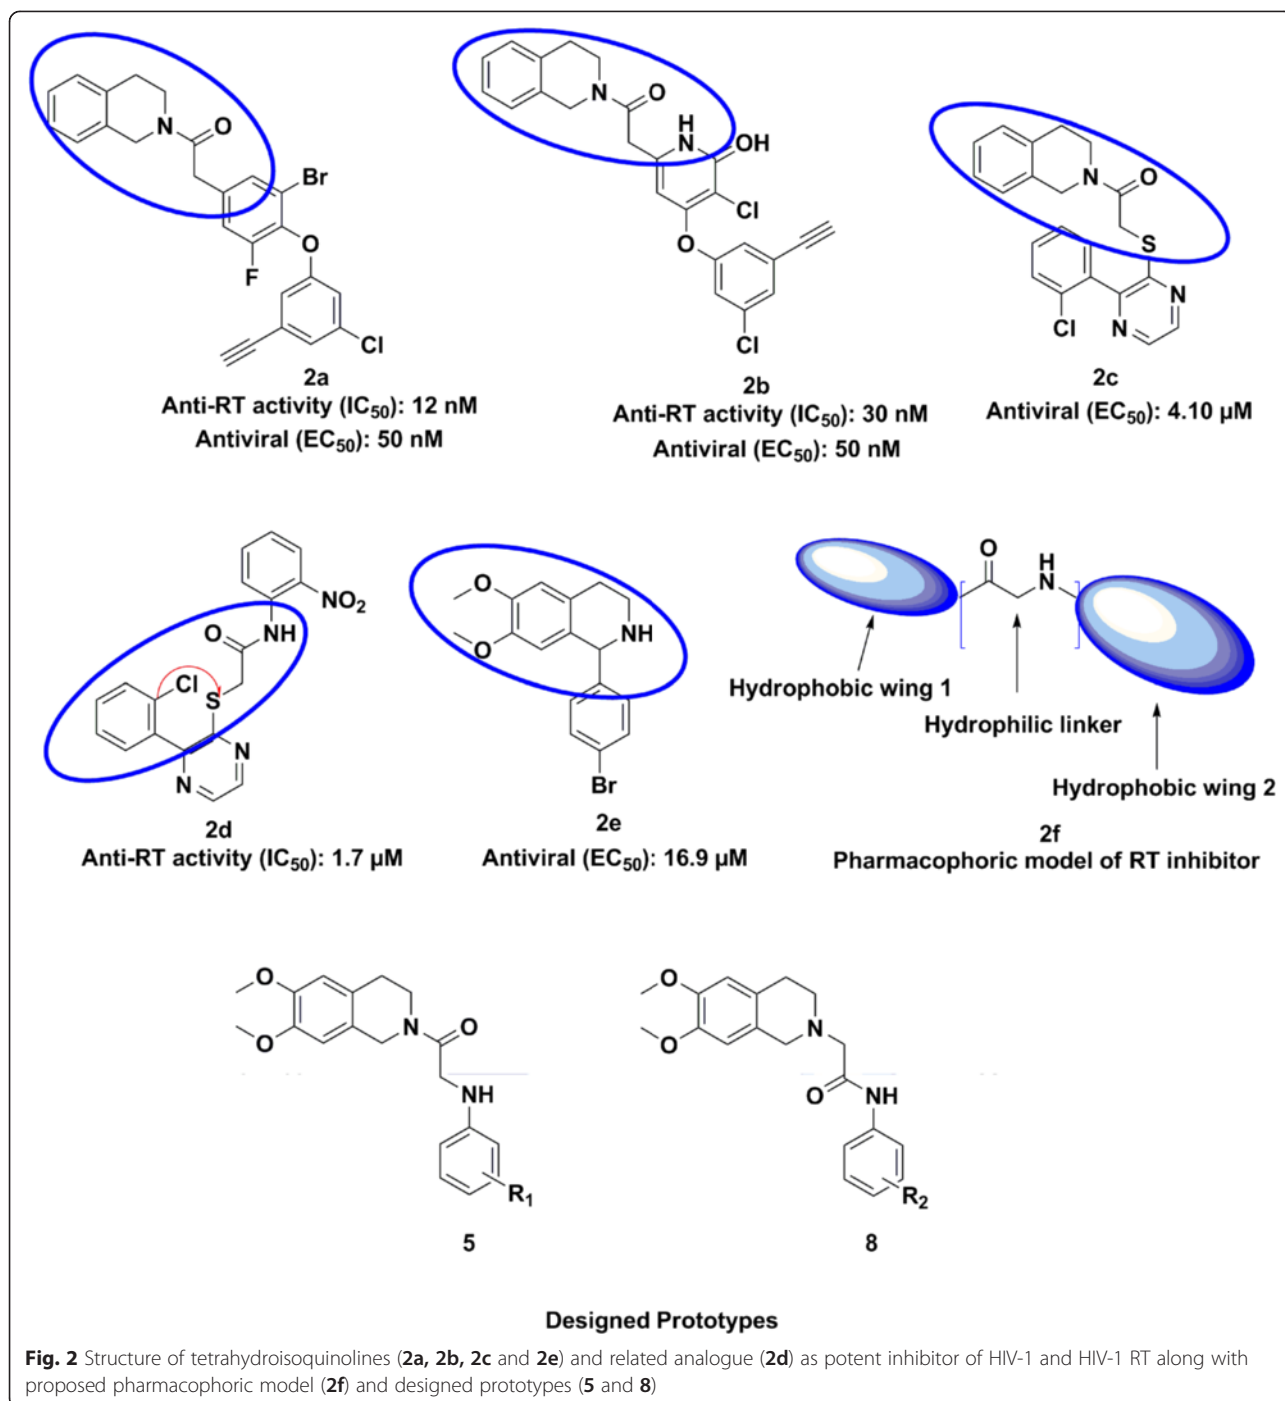 N
O
Br
O
F
Cl
2a
Anti-RT activity (IC50): 12 nM
Antiviral (EC50): 50 nM
N
O
H
N
OH
Cl
O
Cl
2b
Anti-RT activity (IC50): 30 nM
Antiviral (EC50): 50 nM
N
O
S
N
Cl
N
2c
Antiviral (EC50): 4.10 µM
NO2
O
NH
Cl
S
N
N
2d
Anti-RT activity (IC50): 1.7 µM
O
NH
O
Br
2e
Antiviral (EC50): 16.9 µM
O
H
N
Hydrophobic wing 1
Hydrophilic linker
Hydrophobic wing 2
2f
Pharmacophoric model of RT inhibitor
O
O
N
O
NH
R1
5
O
O
N
O
NH
R2
8
Designed Prototypes
Fig. 2 Structure of tetrahydroisoquinolines (2a, 2b, 2c and 2e) and related analogue (2d) as potent inhibitor of HIV-1 and HIV-1 RT along with
proposed pharmacophoric model (2f) and designed prototypes (5 and 8)